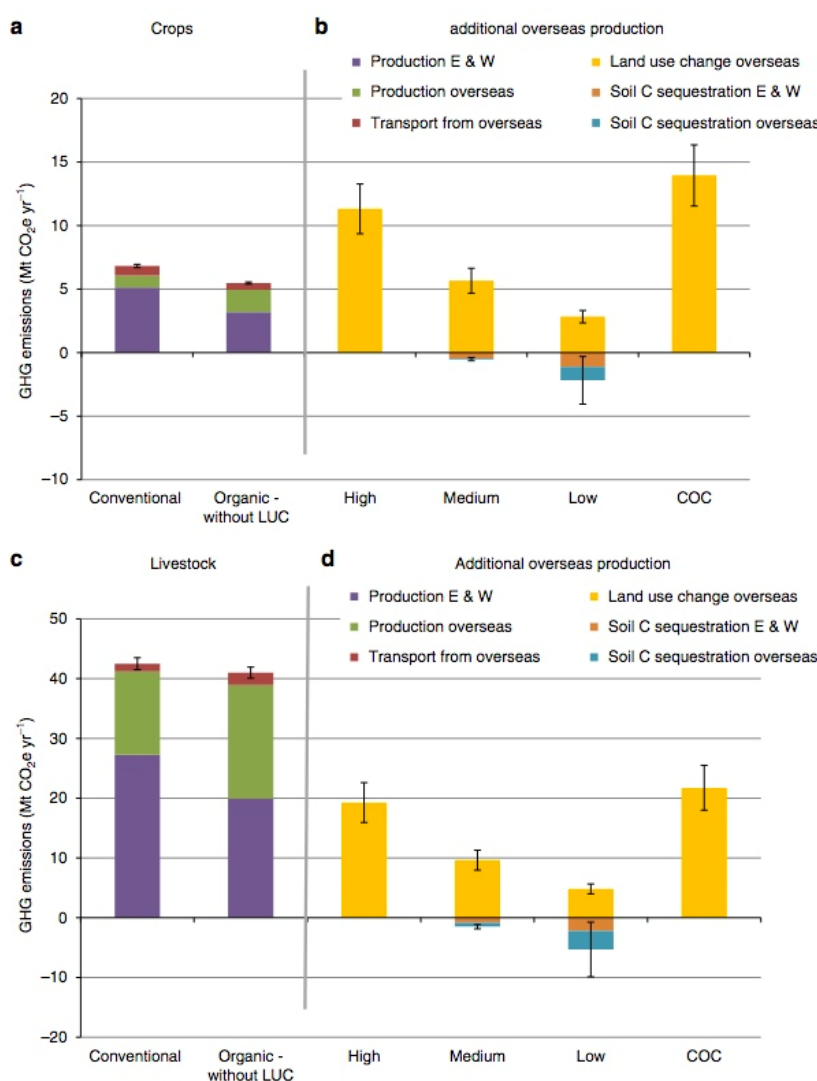 a
Crops
b
additional overseas production
Production E & W
Land use change overseas
Production overseas
Soil C sequestration E & W
Transport from overseas
Soil C sequestration overseas
GHG emissions (Mt CO₂e yr⁻¹)
20
15
10
5
0
−5
−10
Conventional
Organic -
without LUC
High
Medium
Low
COC
c
Livestock
d
Additional overseas production
Production E & W
Land use change overseas
Production overseas
Soil C sequestration E & W
Transport from overseas
Soil C sequestration overseas
GHG emissions (Mt CO₂e yr⁻¹)
50
40
30
20
10
0
−10
−20
Conventional
Organic -
without LUC
High
Medium
Low
COC